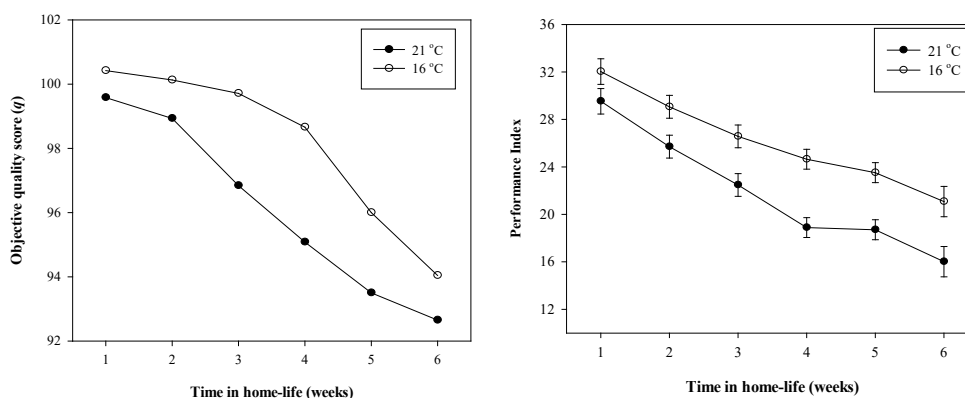 102
100
98
96
94
92
Objective quality score (q)
21 °C
16 °C
1 2 3 4 5 6
Time in home-life (weeks)
36
32
28
24
20
16
12
Performance Index
21 °C
16 °C
1 2 3 4 5 6
Time in home-life (weeks)